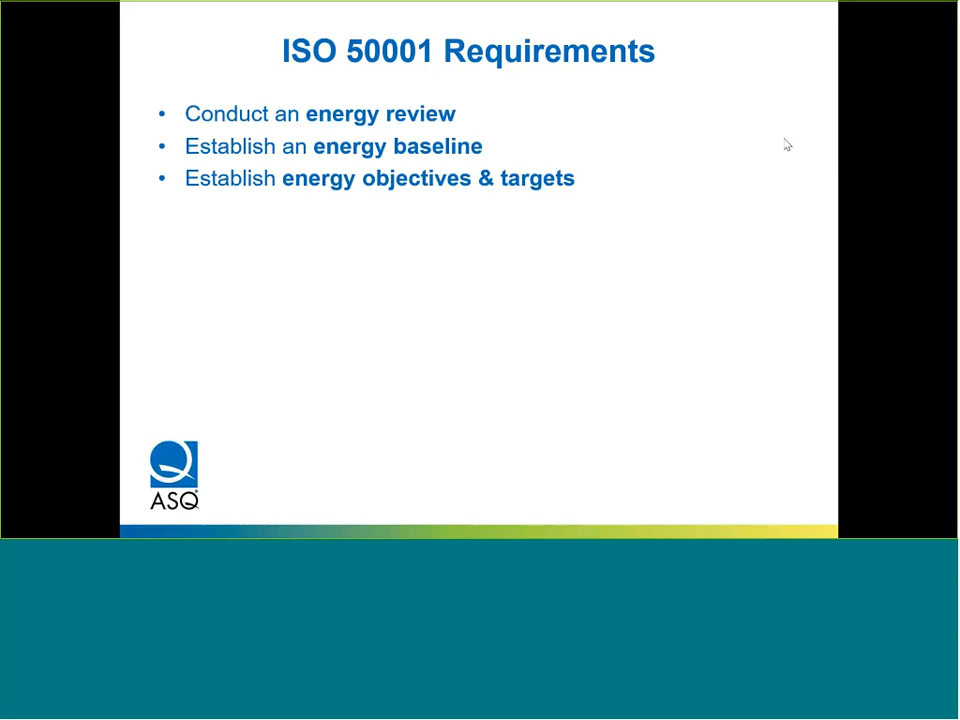 ISO 50001 Requirements
• Conduct an energy review
• Establish an energy baseline
• Establish energy objectives & targets
ASQ